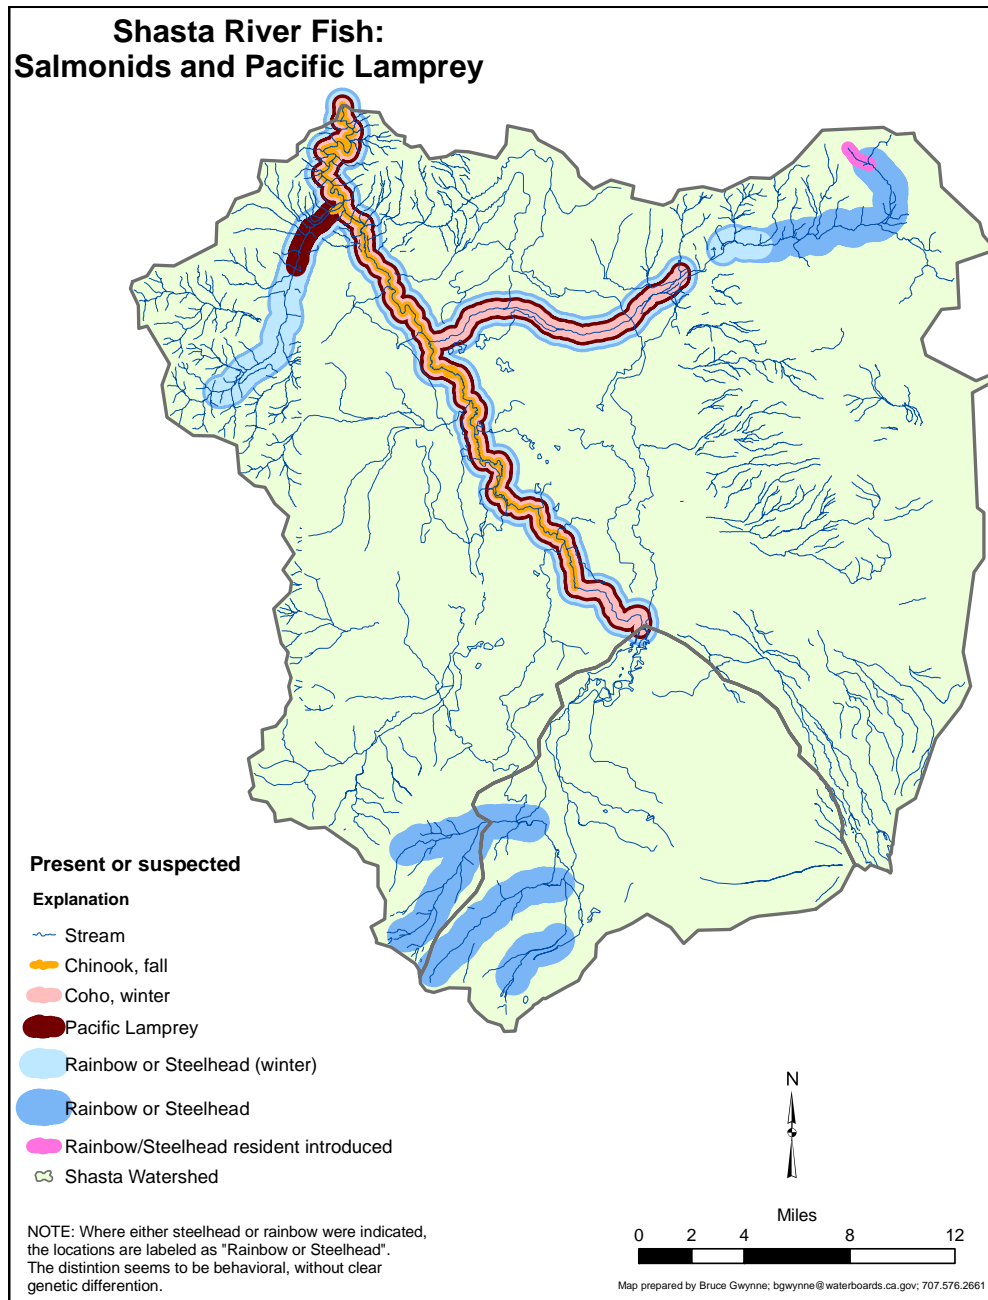 Shasta River Fish:
Salmonids and Pacific Lamprey
Present or suspected
Explanation
Stream
Chinook, fall
Coho, winter
Pacific Lamprey
Rainbow or Steelhead (winter)
Rainbow or Steelhead
Rainbow/Steelhead resident introduced
Shasta Watershed
NOTE: Where either steelhead or rainbow were indicated,
the locations are labeled as "Rainbow or Steelhead".
The distintion seems to be behavioral, without clear
genetic differention.
N
Miles
0 2 4 8 12
Map prepared by Bruce Gwynne; bgwynne@waterboards.ca.gov; 707.576.2661